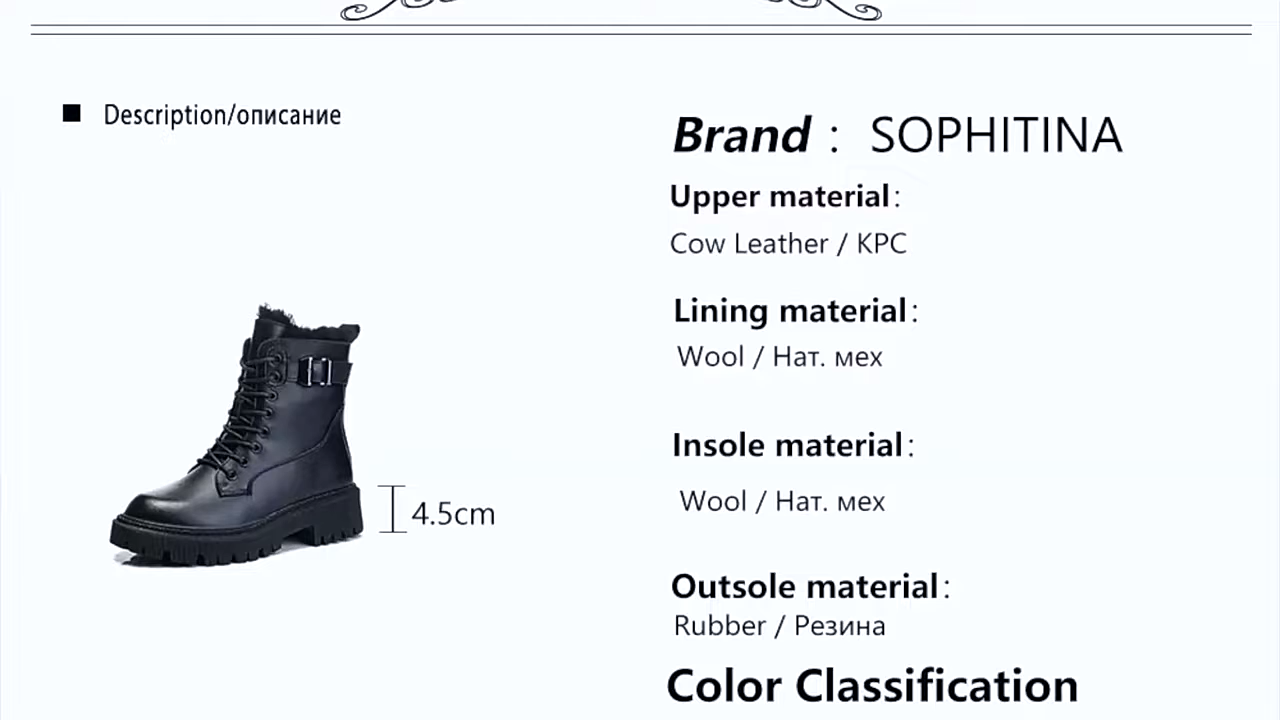 Description/описание
Brand : SOPHITINA
Upper material:
Cow Leather / КРС
Lining material:
Wool / Нат. мех
Insole material:
Wool / Нат. мех
4.5cm
Outsole material:
Rubber / Резина
Color Classification